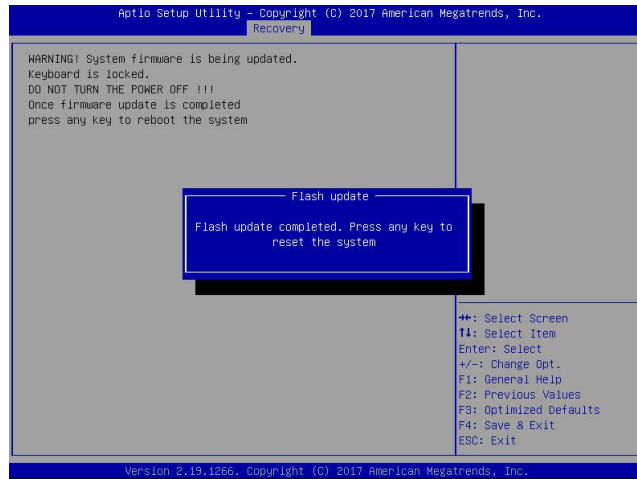 Aptio Setup Utility – Copyright (C) 2017 American Megatrends, Inc.
Recovery
WARNING! System firmware is being updated.
Keyboard is locked.
DO NOT TURN THE POWER OFF !!!
Once firmware update is completed
press any key to reboot the system
Flash update
Flash update completed. Press any key to
reset the system
→←: Select Screen
↑↓: Select Item
Enter: Select
+/-: Change Opt.
F1: General Help
F2: Previous Values
F3: Optimized Defaults
F4: Save & Exit
ESC: Exit
Version 2.19.1266. Copyright (C) 2017 American Megatrends, Inc.